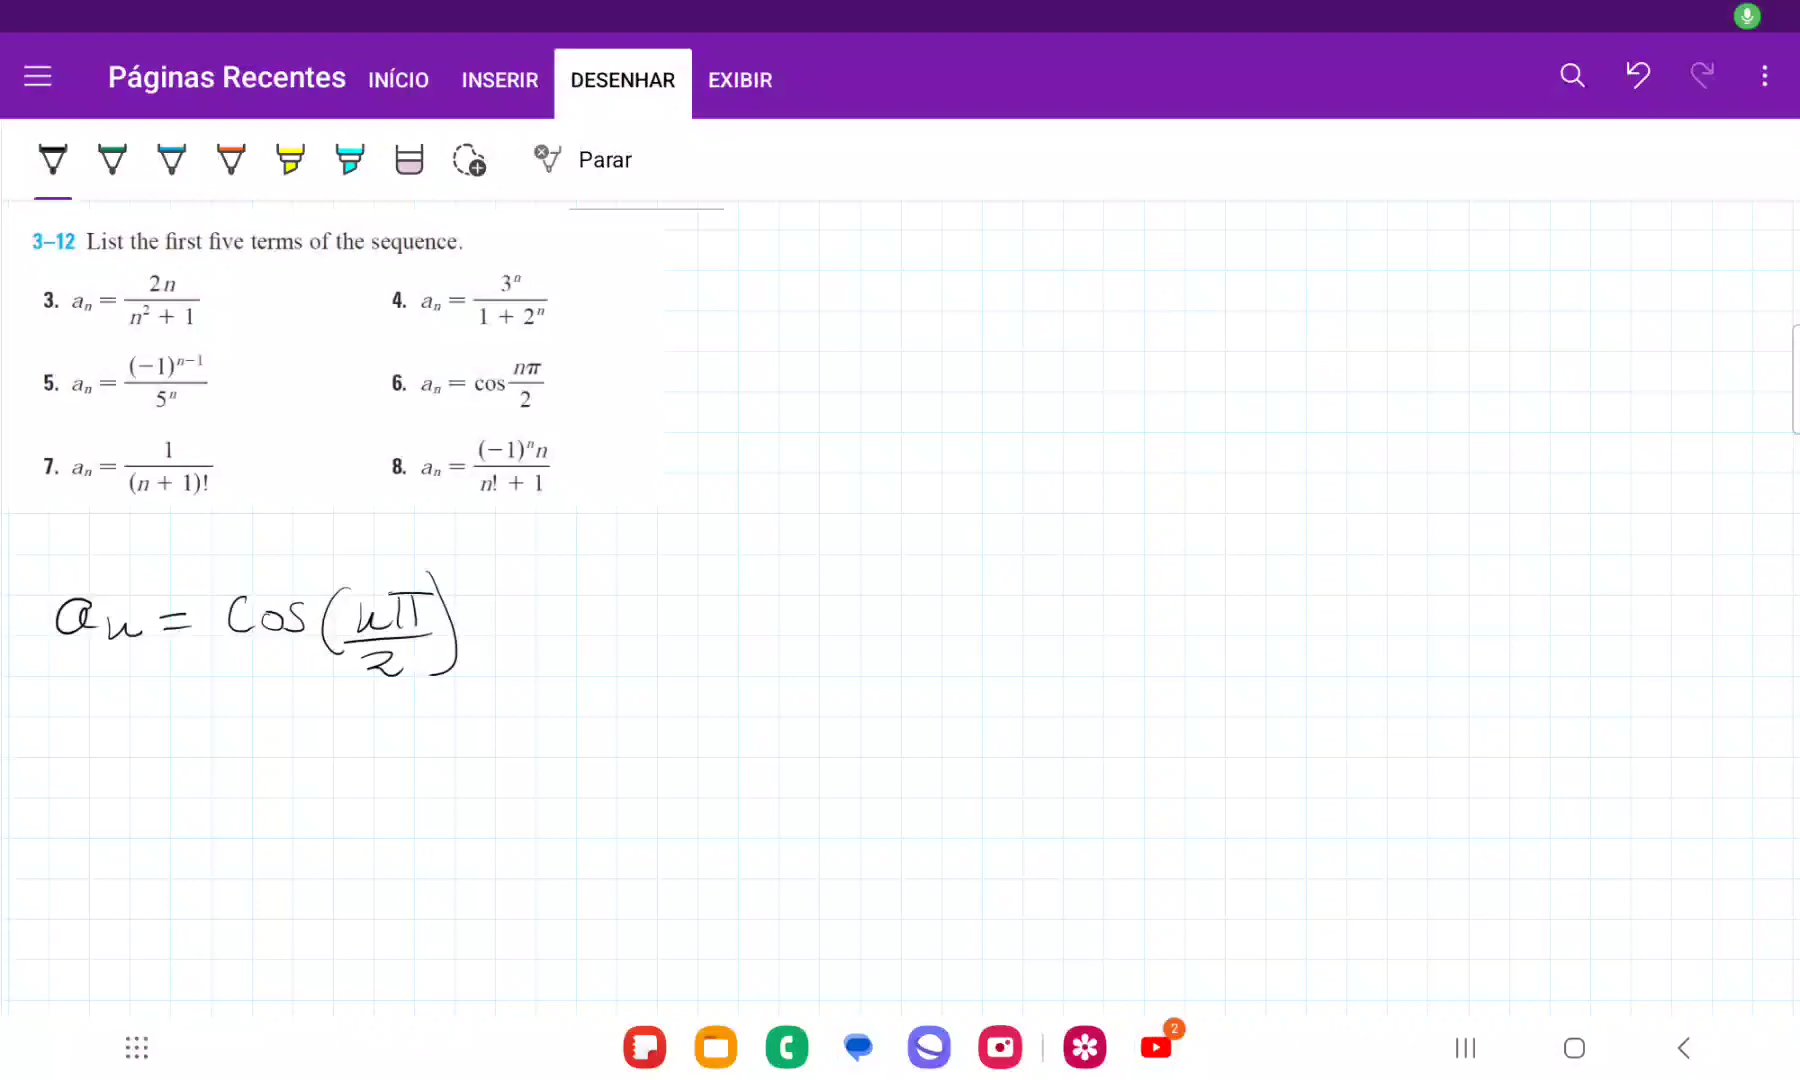 Páginas Recentes INÍCIO INSERIR DESENHAR EXIBIR
Parar
3–12 List the first five terms of the sequence.
3. aₙ = 2n / (n² + 1)
4. aₙ = 3ⁿ / (1 + 2ⁿ)
5. aₙ = (−1)ⁿ⁻¹ / 5ⁿ
6. aₙ = cos nπ / 2
7. aₙ = 1 / (n + 1)!
8. aₙ = (−1)ⁿn / (n! + 1)
aₙ = cos(nπ / 2)
2